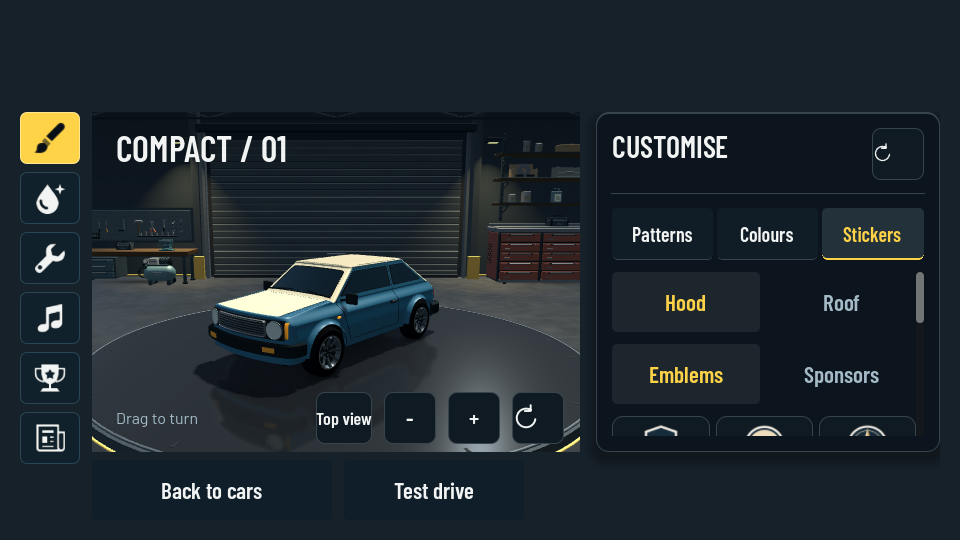 COMPACT / 01
CUSTOMISE
Patterns
Colours
Stickers
Hood
Roof
Emblems
Sponsors
Drag to turn
Top view
-
+
Back to cars
Test drive